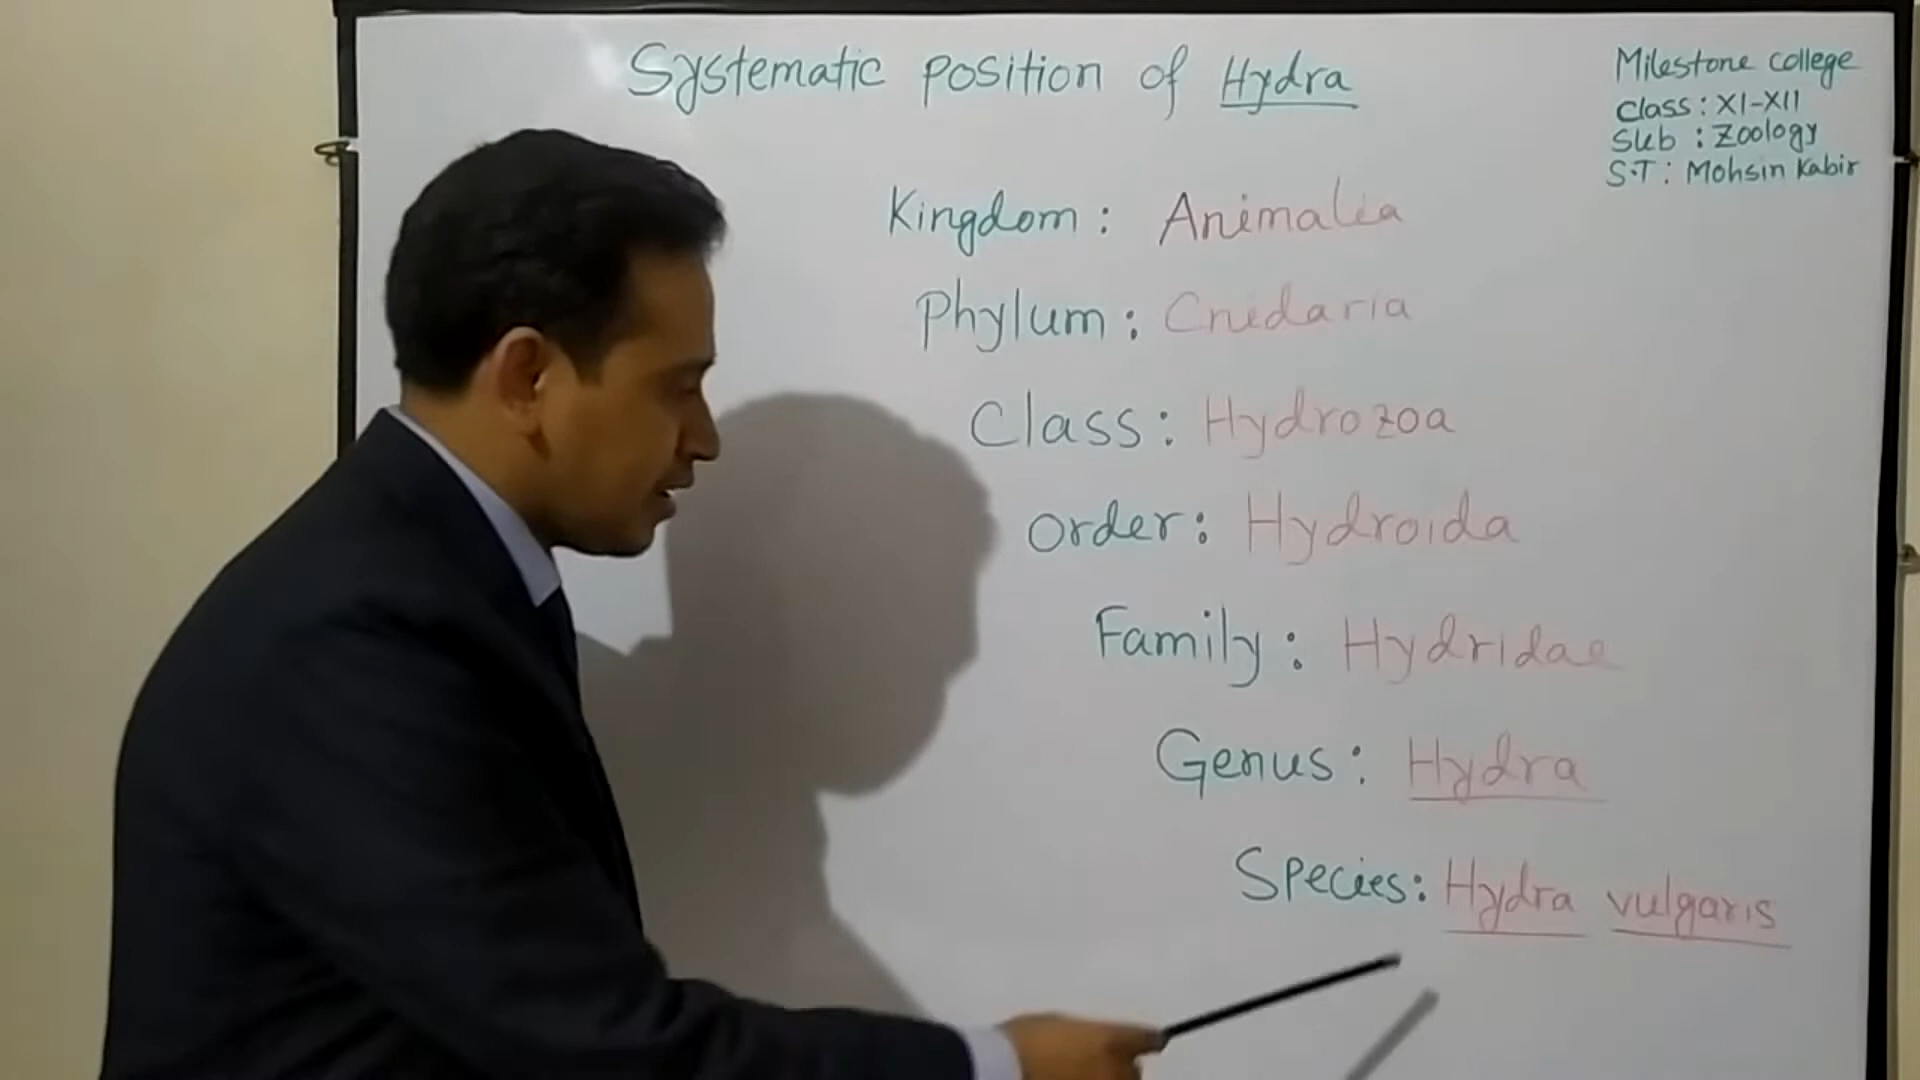 Systematic position of Hydra
Milestone college
Class: XI-XII
Sub: Zoology
S.T: Mohsin Kabir
Kingdom: Animalia
Phylum: Cnidaria
Class: Hydrozoa
Order: Hydroida
Family: Hydridae
Genus: Hydra
Species: Hydra vulgaris